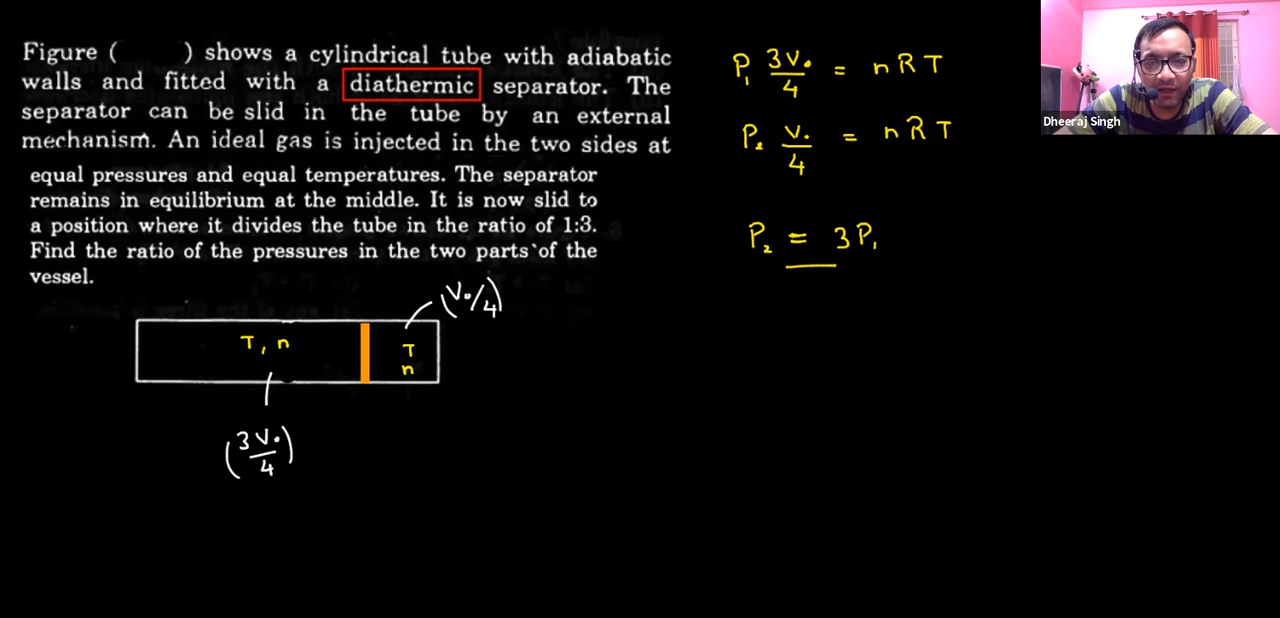 Figure ( ) shows a cylindrical tube with adiabatic
walls and fitted with a diathermic separator. The
separator can be slid in the tube by an external
mechanism. An ideal gas is injected in the two sides at
equal pressures and equal temperatures. The separator
remains in equilibrium at the middle. It is now slid to
a position where it divides the tube in the ratio of 1:3.
Find the ratio of the pressures in the two parts of the
vessel.
(V₀/4)
T, n
T
n
(3V₀/4)
P₁ 3V₀/4 = nRT
P₂ V₀/4 = nRT
P₂ = 3P₁
Dheeraj Singh